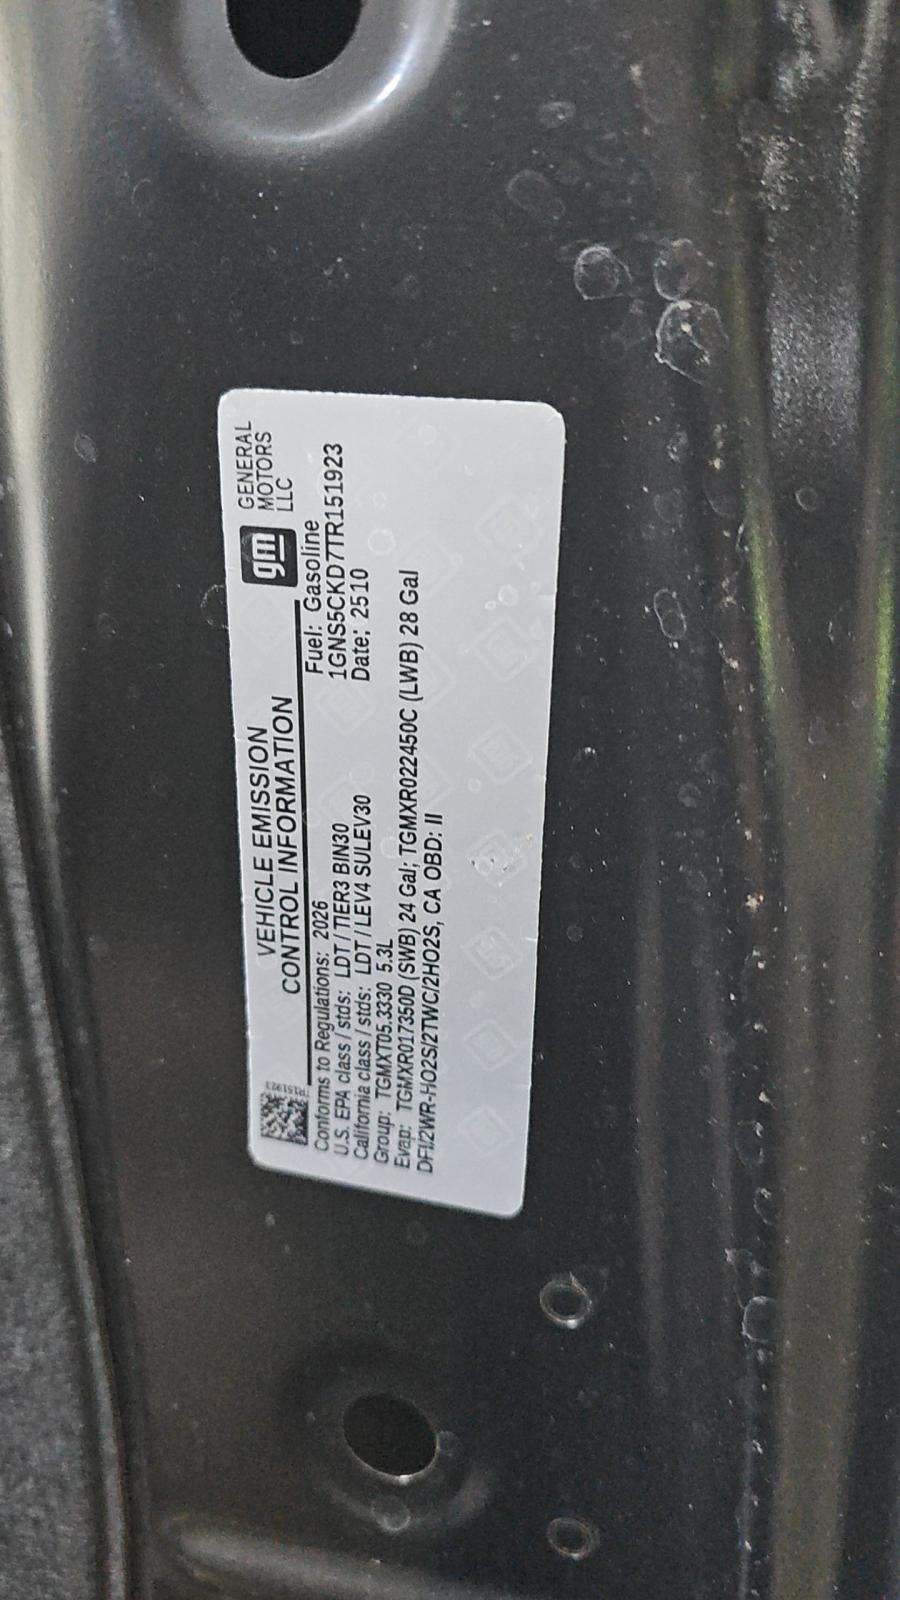 VEHICLE EMISSION
CONTROL INFORMATION
gm
GENERAL
MOTORS
LLC
Conforms to Regulations: 2026
Fuel: Gasoline
U.S. EPA class / stds: LDT / TIER3 BIN30
1GNS5CKD7TR151923
California class / stds: LDT / LEV4 SULEV30
Date: 2510
Group: TGMXT05.3330 5.3L
Evap: TGMXR017350D (SWB) 24 Gal; TGMXR022450C (LWB) 28 Gal
DFI/2WR-HO2S/2TWC/2HO2S, CA OBD: II